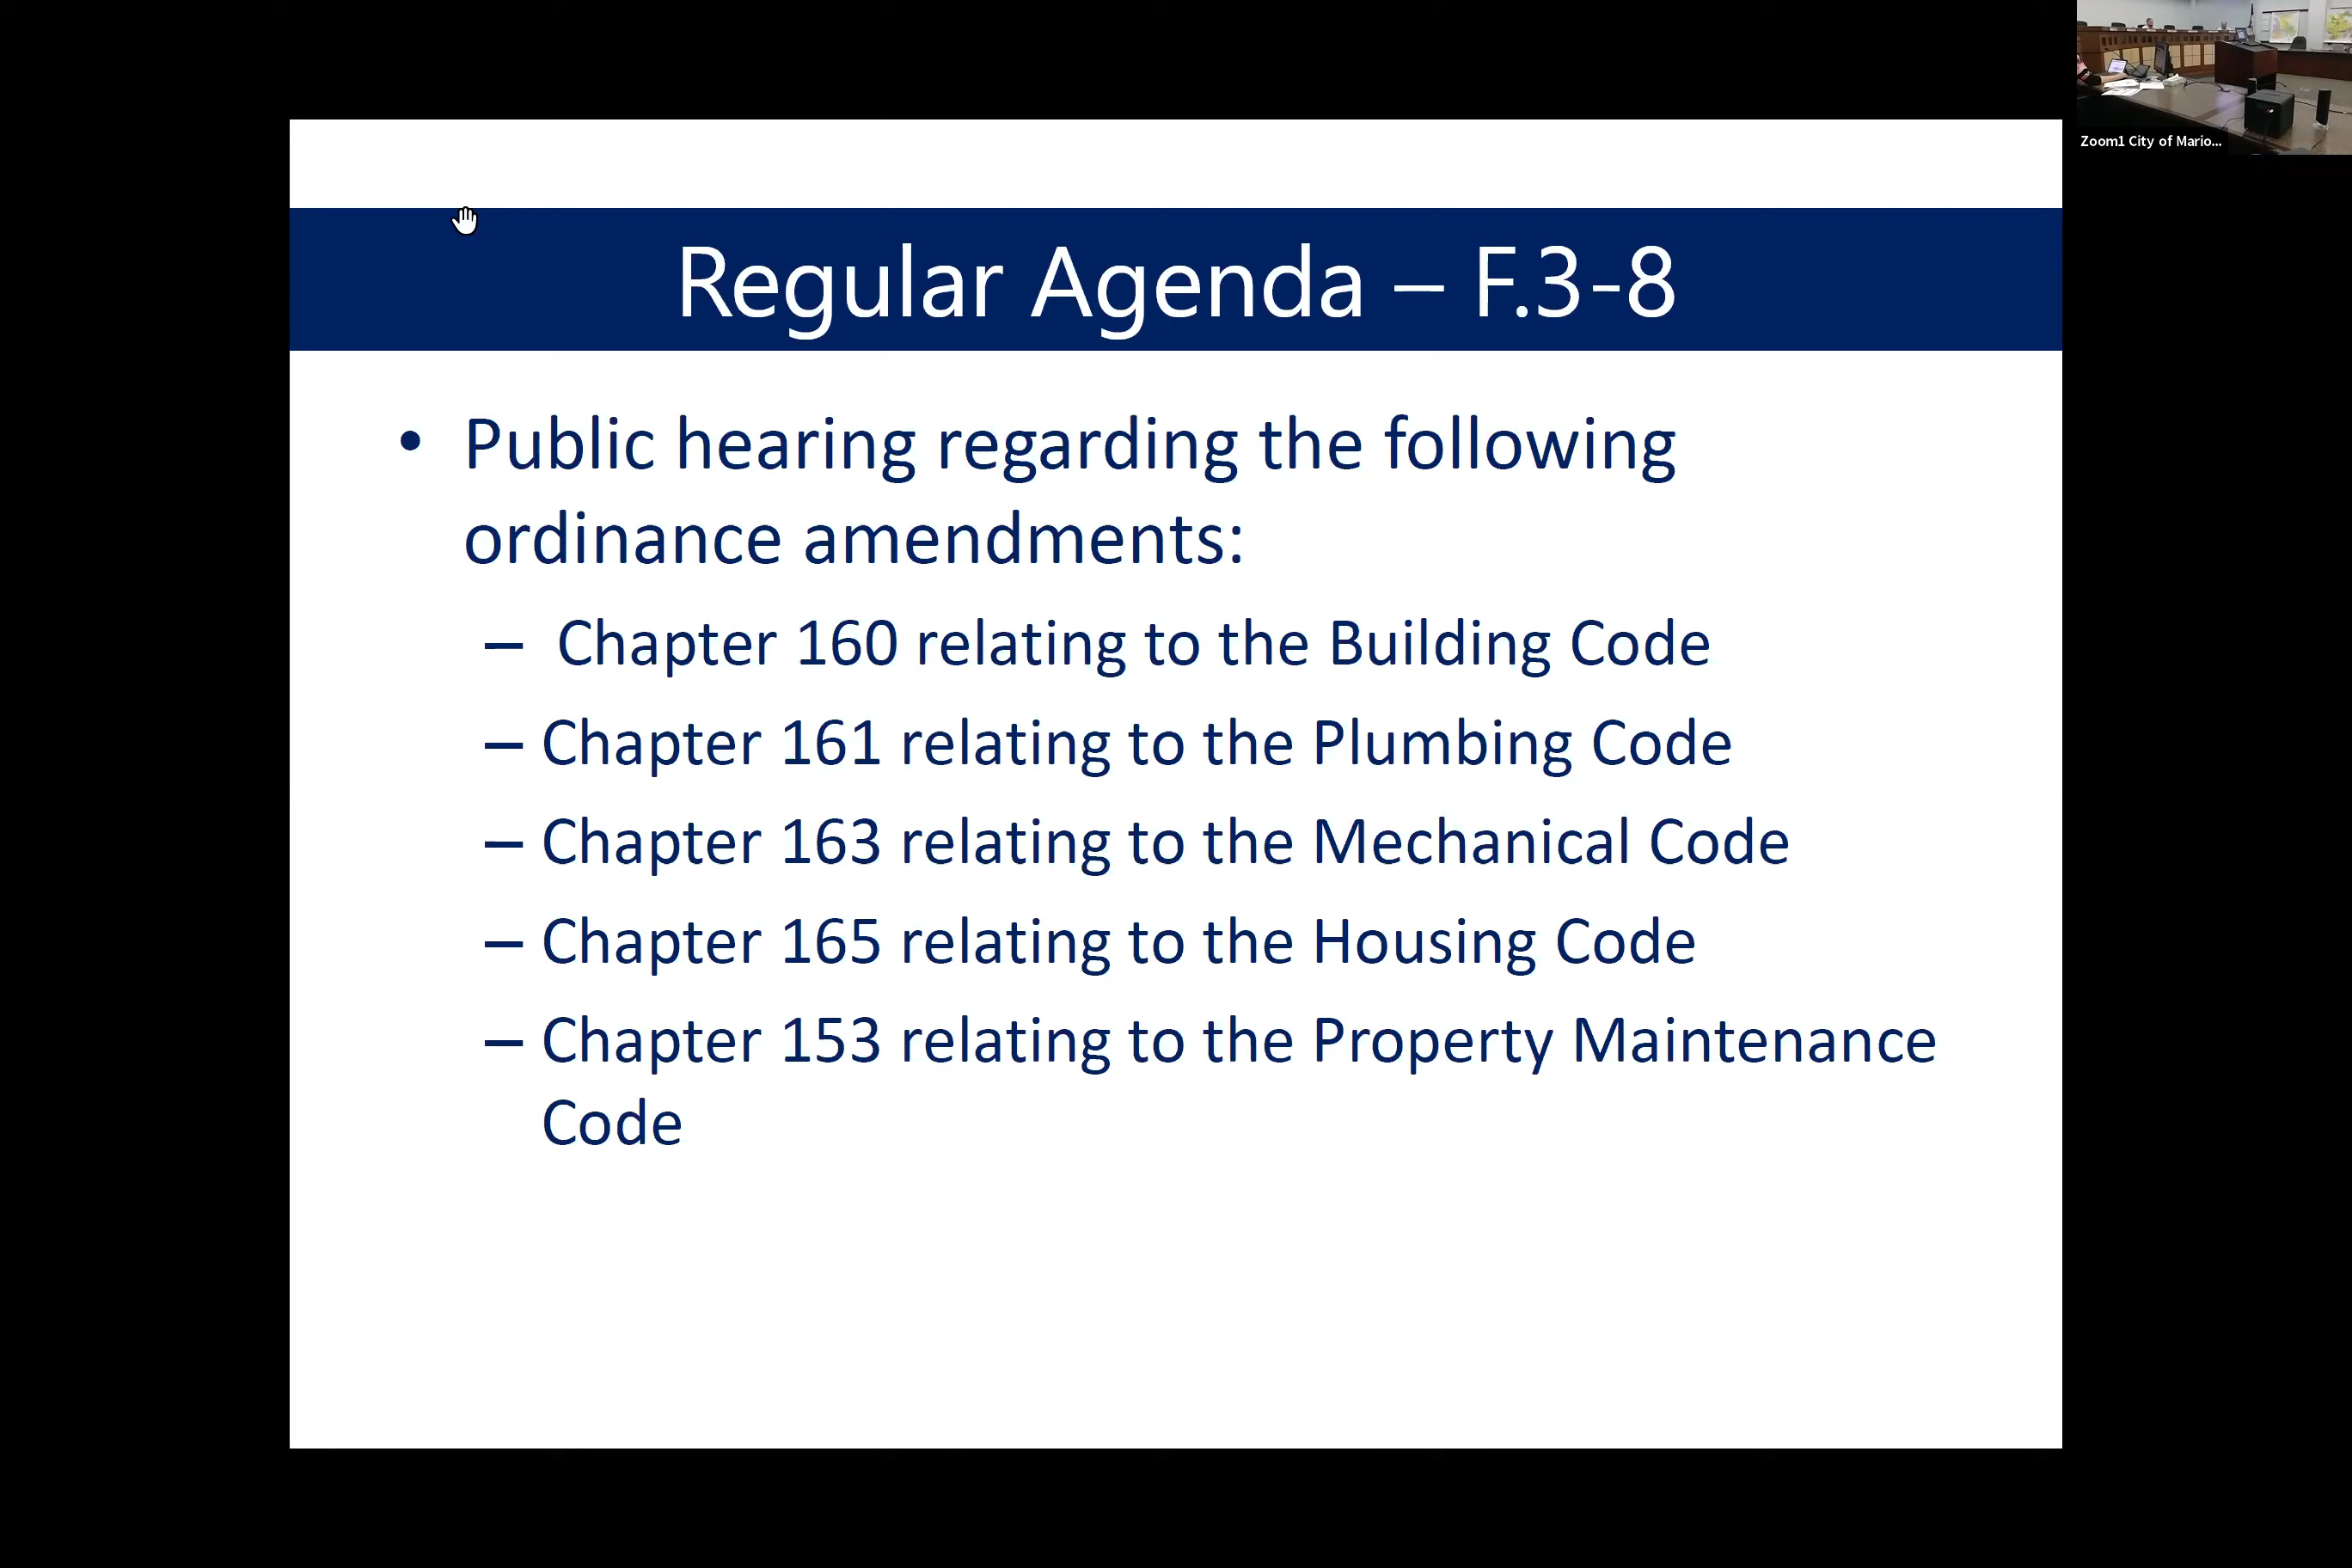 Zoom1 City of Mario...
Regular Agenda – F.3-8
• Public hearing regarding the following
ordinance amendments:
– Chapter 160 relating to the Building Code
– Chapter 161 relating to the Plumbing Code
– Chapter 163 relating to the Mechanical Code
– Chapter 165 relating to the Housing Code
– Chapter 153 relating to the Property Maintenance
Code